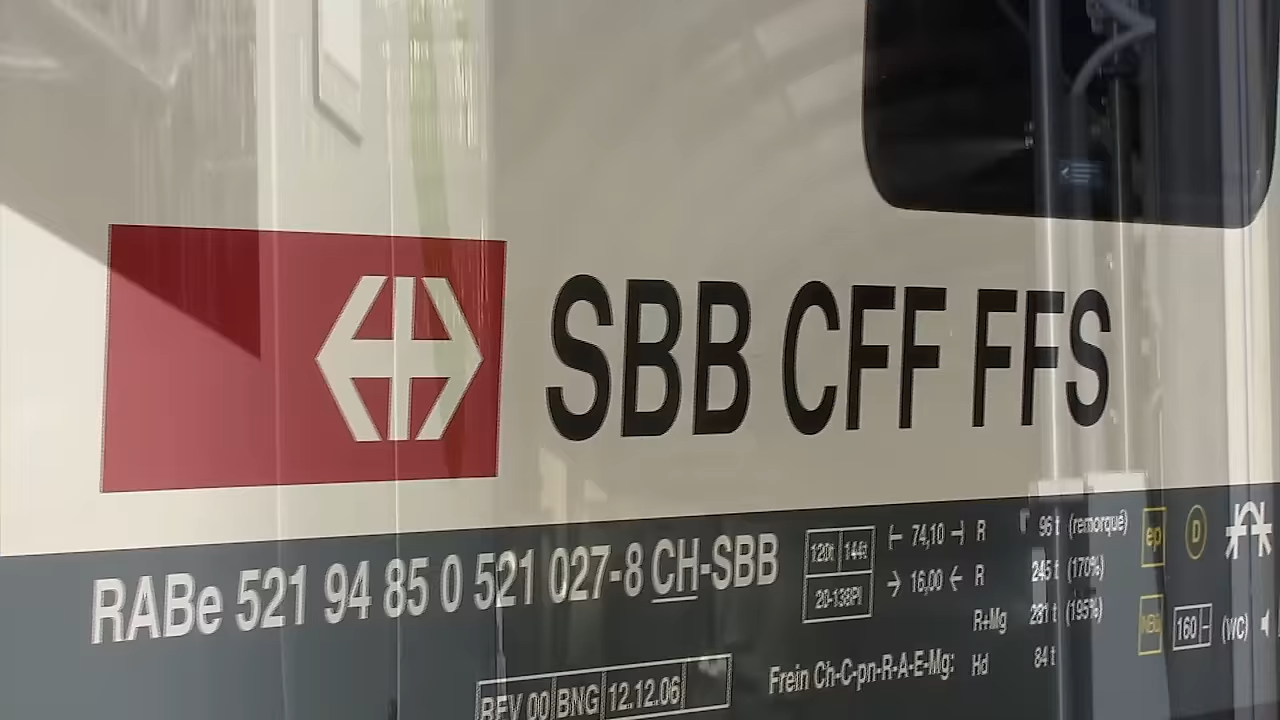 SBB CFF FFS
RABe 521 94 85 0 521 027-8 CH-SBB
120t 144t
20-138Pl
74,10 R 96 t (remorqué)
16,00 R 245 t (170%)
R+Mg 281 t (195%)
Frein Ch-C-pn-R-A-E-Mg: Hd 84 t
ep D
NBÜ 160 - (WC)
REV 00 BNG 12.12.06